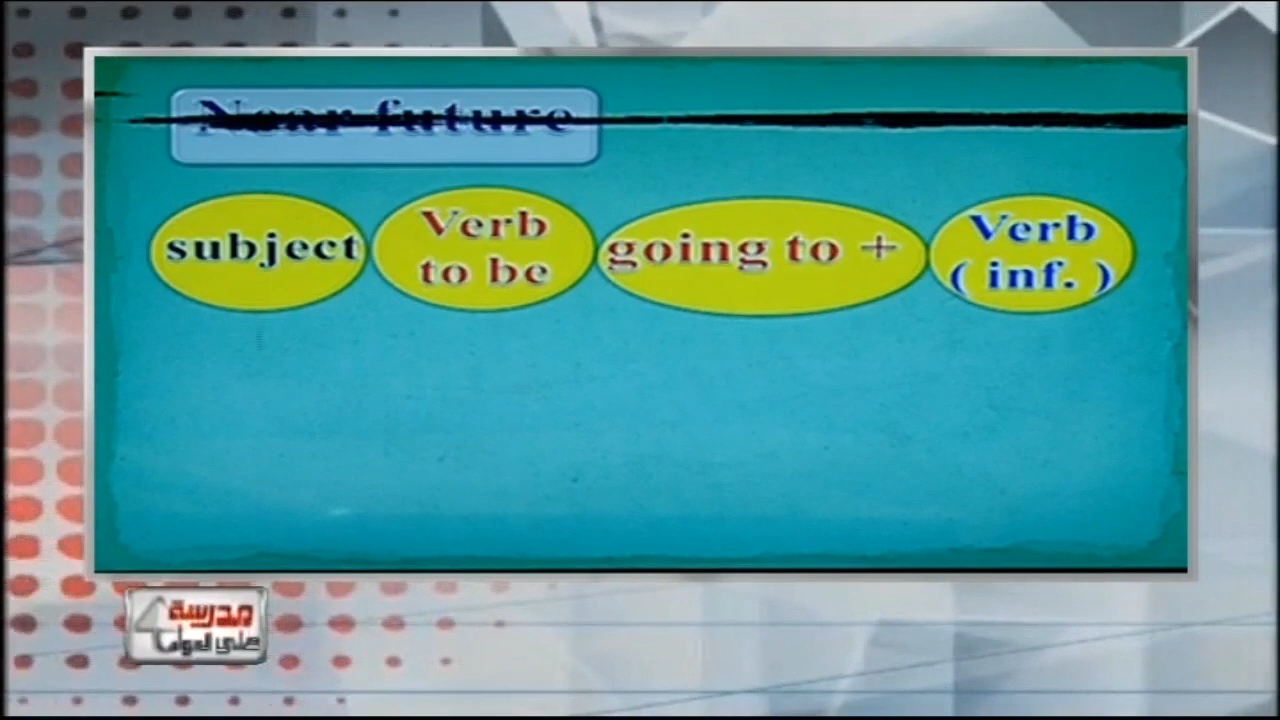 Near future
subject
Verb
to be
going to +
Verb
( inf. )
مدرسة
على الهواء